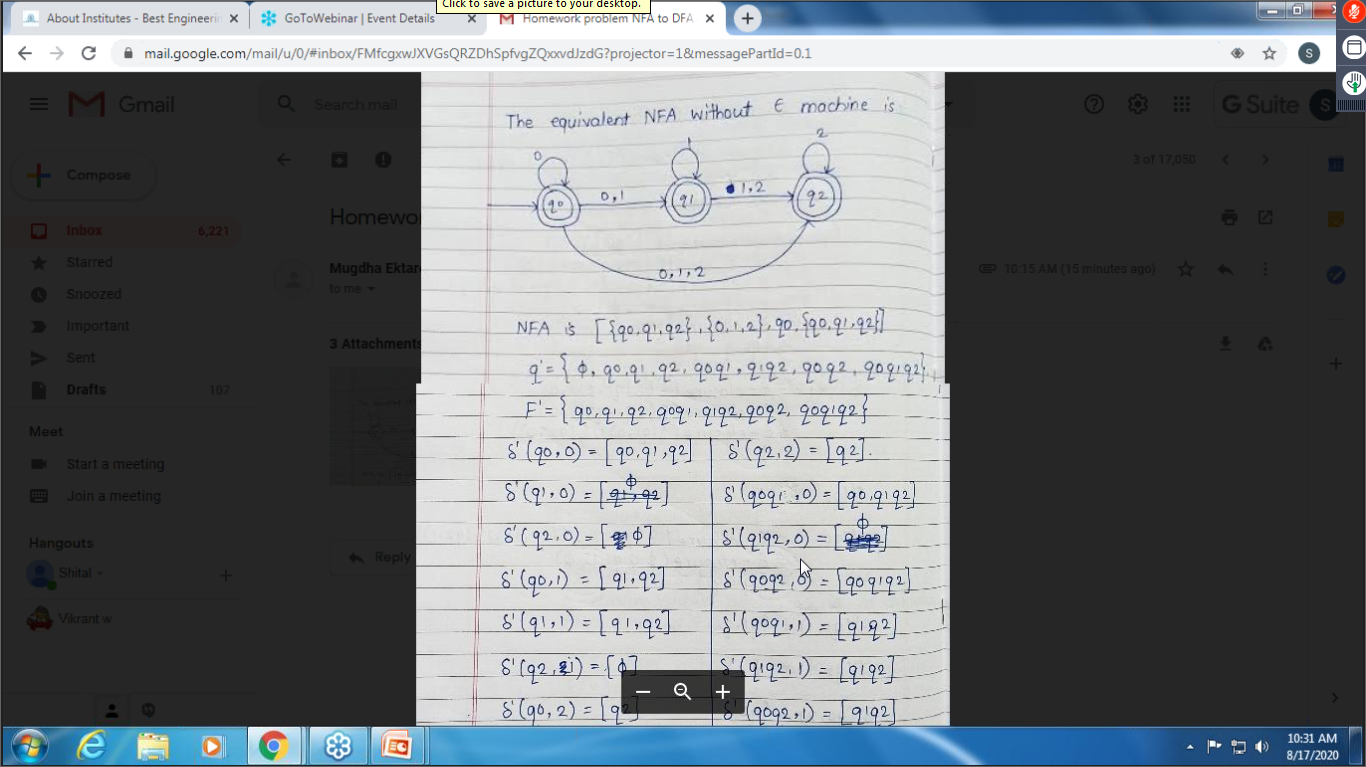 Click to save a picture to your desktop.
About Institutes - Best Engineerin
GoToWebinar | Event Details
Homework problem NFA to DFA
mail.google.com/mail/u/0/#inbox/FMfcgxwJXVGsQRZDhSpfvgZQxxvdJzdG?projector=1&messagePartId=0.1
S
Gmail
Search mail
G Suite
S
Compose
3 of 17,050
Inbox 6,221
Starred
Snoozed
Important
Sent
Drafts 107
Meet
Start a meeting
Join a meeting
Hangouts
Shital
Vikrant w
Homewor
Mugdha Ektar
to me
10:15 AM (15 minutes ago)
3 Attachments
Reply
The equivalent NFA without ϵ machine is
0
1
2
q0
0,1
q1
1,2
q2
0,1,2
NFA is [{q0,q1,q2},{0,1,2},q0,{q0,q1,q2}]
q' = { ϕ, q0,q1,q2, q0q1, q1q2, q0q2, q0q1q2}
F' = { q0,q1,q2,q0q1,q1q2,q0q2, q0q1q2}
δ'(q0,0) = [q0,q1,q2]
δ'(q1,0) = [ϕ]
δ'(q2,0) = [ϕ]
δ'(q0,1) = [q1,q2]
δ'(q1,1) = [q1,q2]
δ'(q2,1) = [ϕ]
δ'(q0,2) = [q2]
δ'(q2,2) = [q2].
δ'(q0q1,0) = [q0,q1q2]
δ'(q1q2,0) = [ϕ]
δ'(q0q2,0) = [q0q1q2]
δ'(q0q1,1) = [q1q2]
δ'(q1q2,1) = [q1q2]
δ'(q0q2,1) = [q1q2]
10:31 AM
8/17/2020